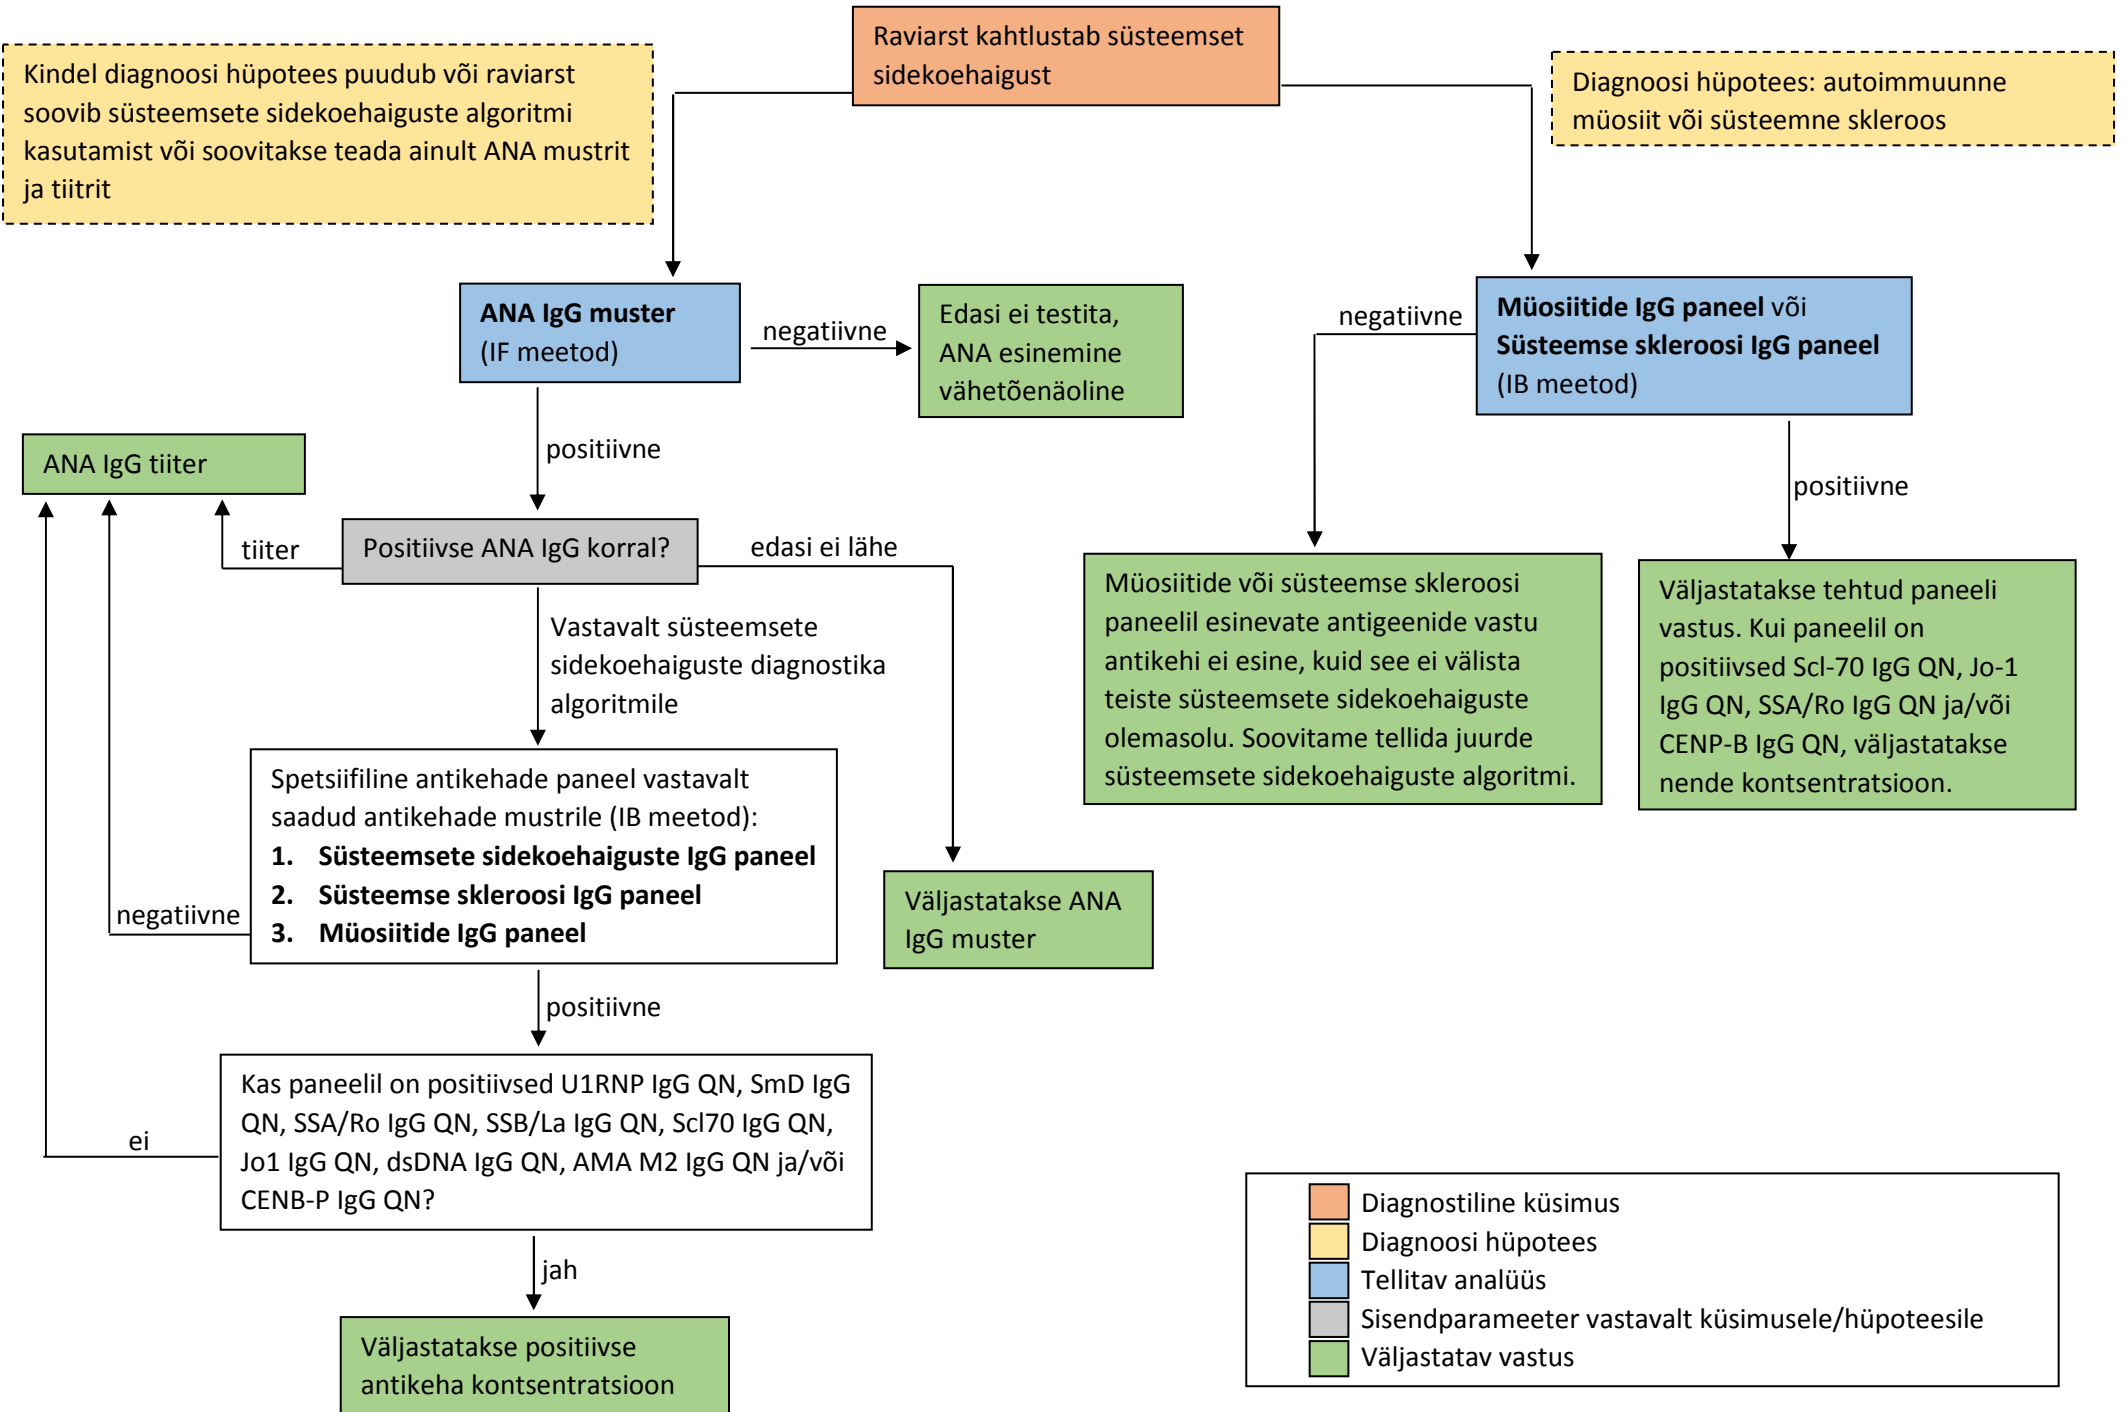 Raviarst kahtlustab süsteemset
sidekoehaigust
Kindel diagnoosi hüpotees puudub või raviarst
soovib süsteemsete sidekoehaiguste algoritmi
kasutamist või soovitakse teada ainult ANA mustrit
ja tiitrit
Diagnoosi hüpotees: autoimmuunne
müosiit või süsteemne skleroos
ANA IgG muster
(IF meetod)
negatiivne
Edasi ei testita,
ANA esinemine
vähetõenäoline
negatiivne
Müosiitide IgG paneel või
Süsteemse skleroosi IgG paneel
(IB meetod)
positiivne
ANA IgG tiiter
positiivne
tiiter
Positiivse ANA IgG korral?
edasi ei lähe
Vastavalt süsteemsete
sidekoehaiguste diagnostika
algoritmile
Müosiitide või süsteemse skleroosi
paneelil esinevate antigeenide vastu
antikehi ei esine, kuid see ei välista
teiste süsteemsete sidekoehaiguste
olemasolu. Soovitame tellida juurde
süsteemsete sidekoehaiguste algoritmi.
Väljastatakse tehtud paneeli
vastus. Kui paneelil on
positiivsed Scl-70 IgG QN, Jo-1
IgG QN, SSA/Ro IgG QN ja/või
CENP-B IgG QN, väljastatakse
nende kontsentratsioon.
Spetsiifiline antikehade paneel vastavalt
saadud antikehade mustrile (IB meetod):
1. Süsteemsete sidekoehaiguste IgG paneel
2. Süsteemse skleroosi IgG paneel
3. Müosiitide IgG paneel
negatiivne
Väljastatakse ANA
IgG muster
positiivne
Kas paneelil on positiivsed U1RNP IgG QN, SmD IgG
QN, SSA/Ro IgG QN, SSB/La IgG QN, Scl70 IgG QN,
Jo1 IgG QN, dsDNA IgG QN, AMA M2 IgG QN ja/või
CENB-P IgG QN?
ei
jah
Väljastatakse positiivse
antikeha kontsentratsioon
Diagnostiline küsimus
Diagnoosi hüpotees
Tellitav analüüs
Sisendparameeter vastavalt küsimusele/hüpoteesile
Väljastatav vastus